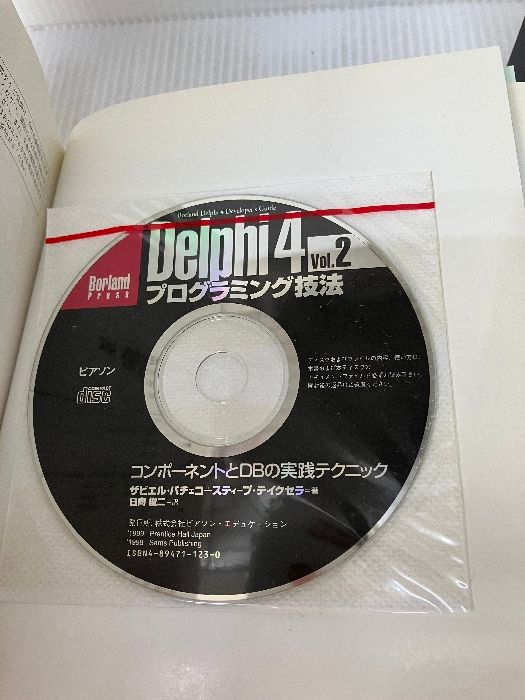 Borland Delphi 4 Developer's Guide
Delphi 4 Vol.2
Borland
Press
プログラミング技法
ピアソン
COMPACT
disc
コンポーネントとDBの実践テクニック
ザビエル・パチェコ＝スティーブ・テイクセラ＝著
日向俊二＝訳
発行所:株式会社ピアソン・エデュケーション
'1999 Prentice Hall Japan
'1998 Sams Publishing
ISBN4-89471-123-0